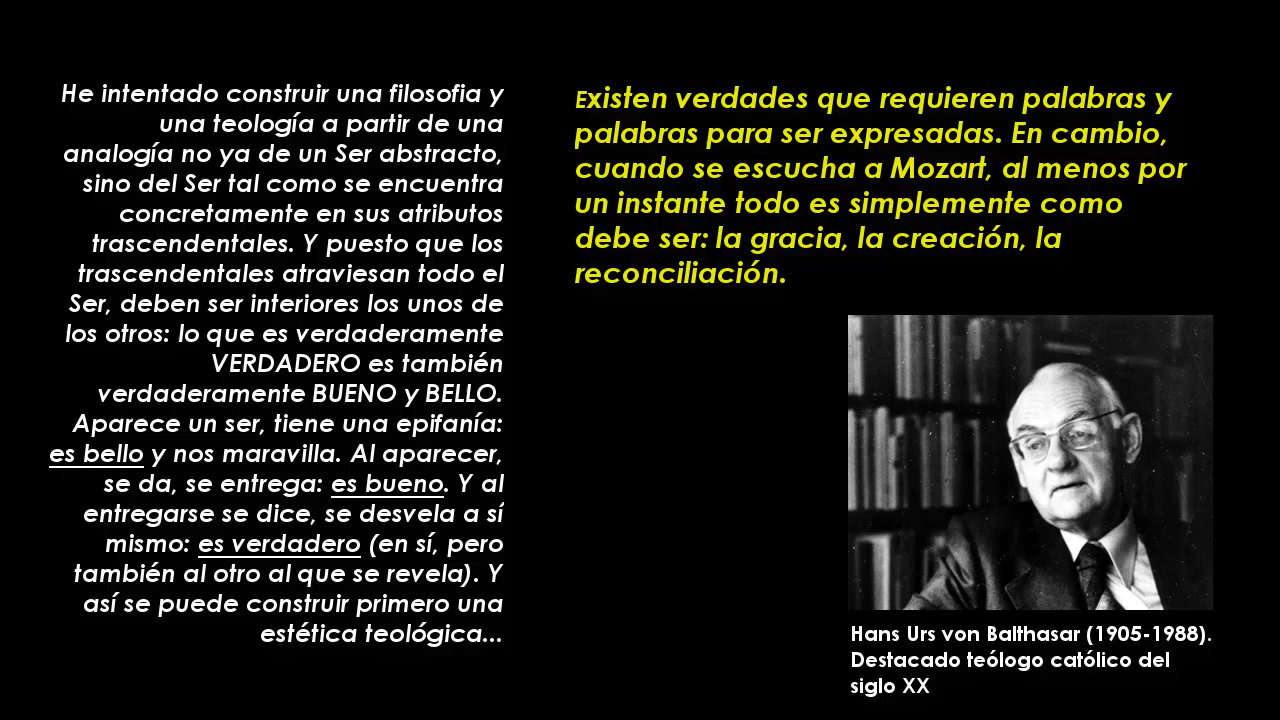 He intentado construir una filosofia y
una teología a partir de una
analogía no ya de un Ser abstracto,
sino del Ser tal como se encuentra
concretamente en sus atributos
trascendentales. Y puesto que los
trascendentales atraviesan todo el
Ser, deben ser interiores los unos de
los otros: lo que es verdaderamente
VERDADERO es también
verdaderamente BUENO y BELLO.
Aparece un ser, tiene una epifanía:
es bello y nos maravilla. Al aparecer,
se da, se entrega: es bueno. Y al
entregarse se dice, se desvela a sí
mismo: es verdadero (en sí, pero
también al otro al que se revela). Y
así se puede construir primero una
estética teológica...
Existen verdades que requieren palabras y
palabras para ser expresadas. En cambio,
cuando se escucha a Mozart, al menos por
un instante todo es simplemente como
debe ser: la gracia, la creación, la
reconciliación.
Hans Urs von Balthasar (1905-1988).
Destacado teólogo católico del
siglo XX